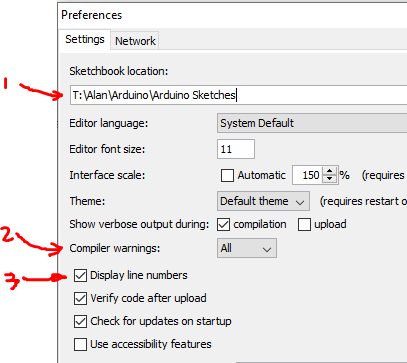 Preferences
Settings Network
Sketchbook location:
1 T:\Alan\Arduino\Arduino Sketches
Editor language: System Default
Editor font size: 11
Interface scale: Automatic 150 % (requires
Theme: Default theme (requires restart o
Show verbose output during: compilation upload
2 Compiler warnings: All
3 Display line numbers
Verify code after upload
Check for updates on startup
Use accessibility features